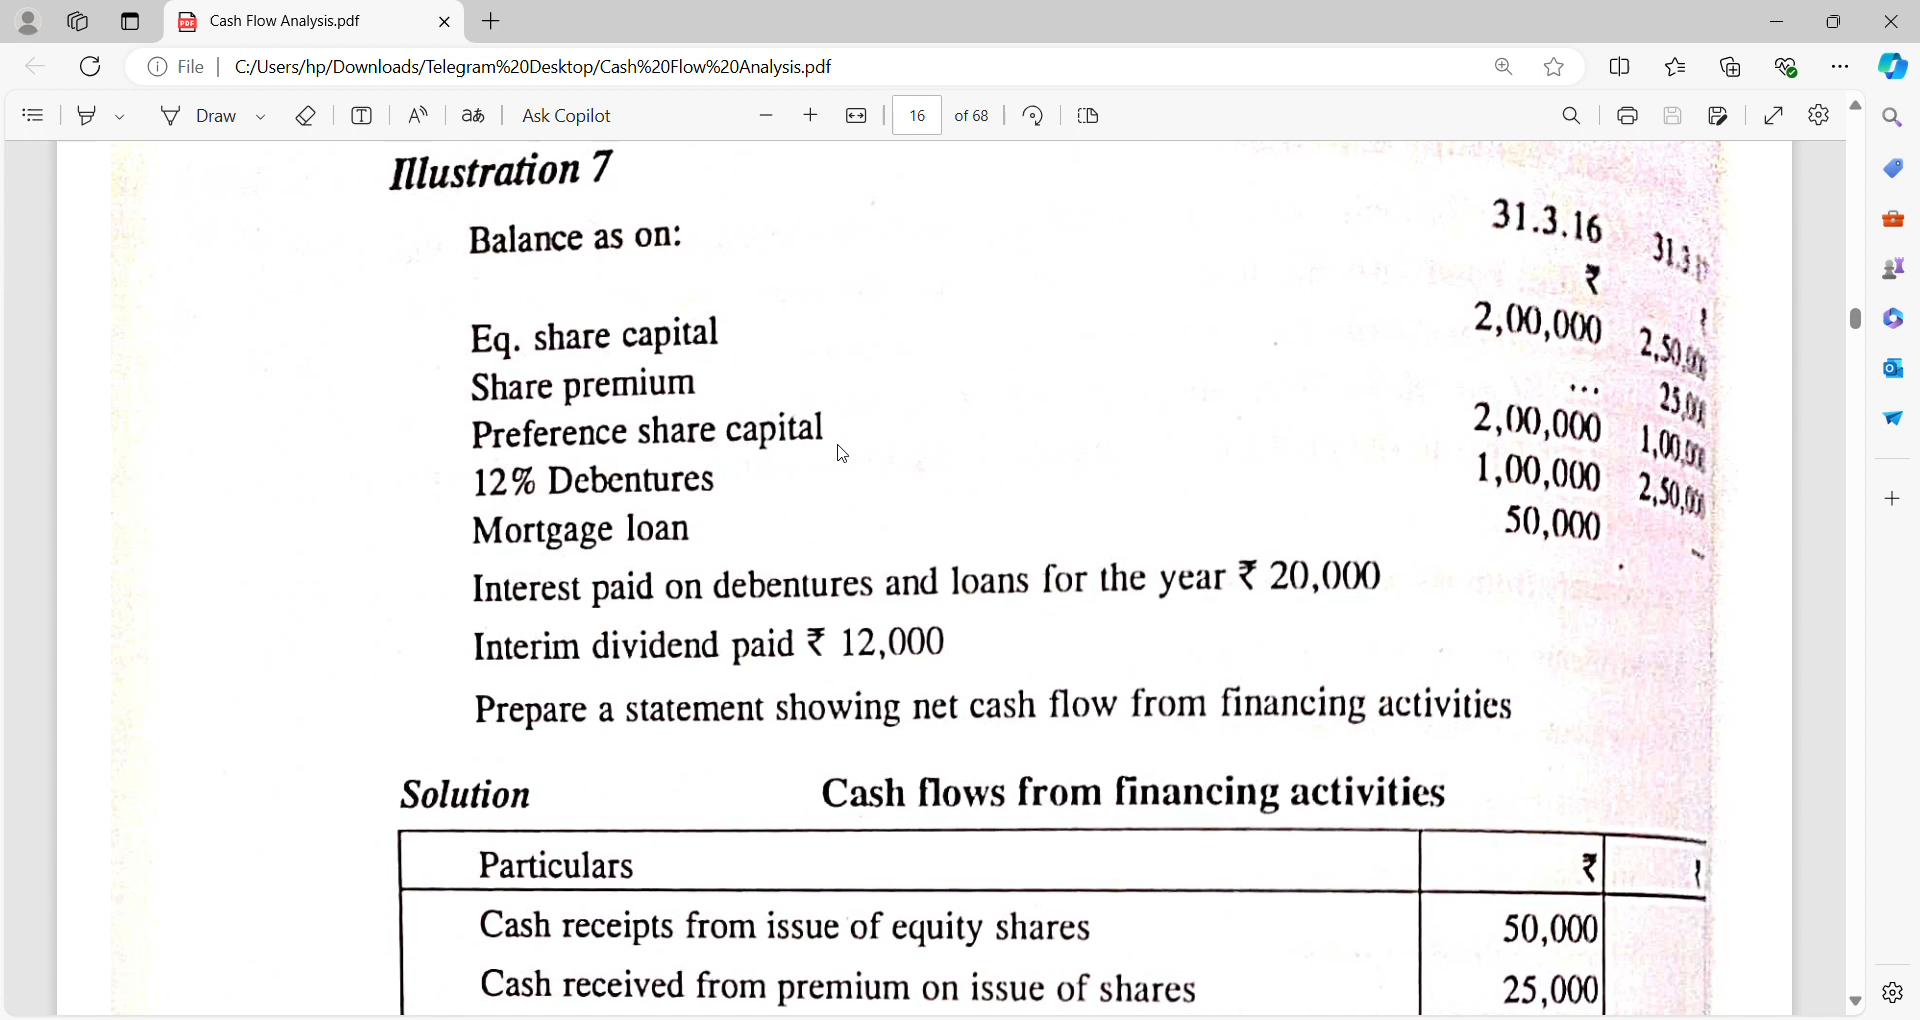 Cash Flow Analysis.pdf
File C:/Users/hp/Downloads/Telegram%20Desktop/Cash%20Flow%20Analysis.pdf
Draw T A aあ Ask Copilot 16 of 68
Illustration 7
Balance as on: 31.3.16
₹
Eq. share capital 2,00,000
Share premium ...
Preference share capital 2,00,000
12% Debentures 1,00,000
Mortgage loan 50,000
Interest paid on debentures and loans for the year ₹ 20,000
Interim dividend paid ₹ 12,000
Prepare a statement showing net cash flow from financing activities
Solution Cash flows from financing activities
Particulars ₹
Cash receipts from issue of equity shares 50,000
Cash received from premium on issue of shares 25,000